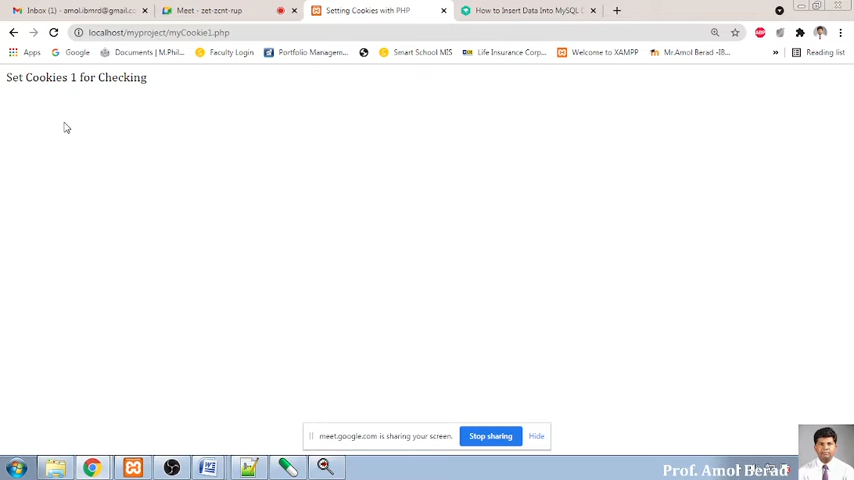 Inbox (1) - amol.ibmrd@gmail.co
Meet - zet-zcnt-rup
Setting Cookies with PHP
How to Insert Data Into MySQL D
localhost/myproject/myCookie1.php
Apps
Google
Documents (M.Phil...
Faculty Login
Portfolio Managem...
Smart School MIS
Life Insurance Corp...
Welcome to XAMPP
Mr.Amol Berad -IB...
»
Reading list
Set Cookies 1 for Checking
meet.google.com is sharing your screen.
Stop sharing
Hide
Prof. Amol Berad